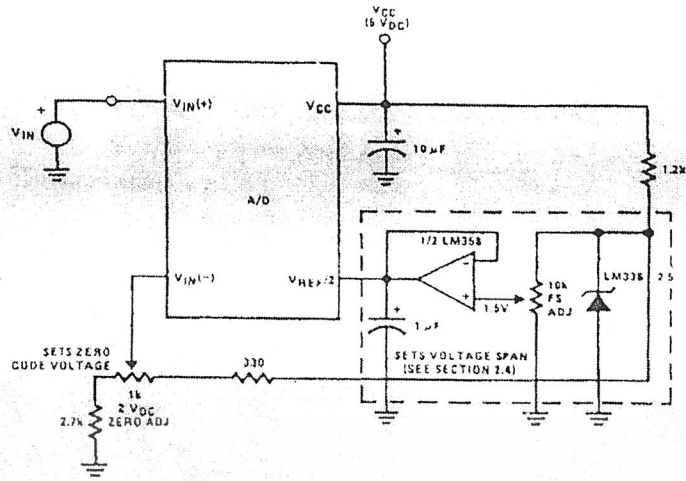 VCC
(5 VDC)
VIN(+)
VCC
+
VIN
+
10 µF
1.2k
A/D
1/2 LM358
VIN(−)
VREF/2
−
+
1.5V
10k
FS
ADJ
LM336
2.5
+
1 µF
SETS ZERO
CODE VOLTAGE
330
SETS VOLTAGE SPAN
(SEE SECTION 2.4)
1k
2 VDC
ZERO ADJ
2.7k